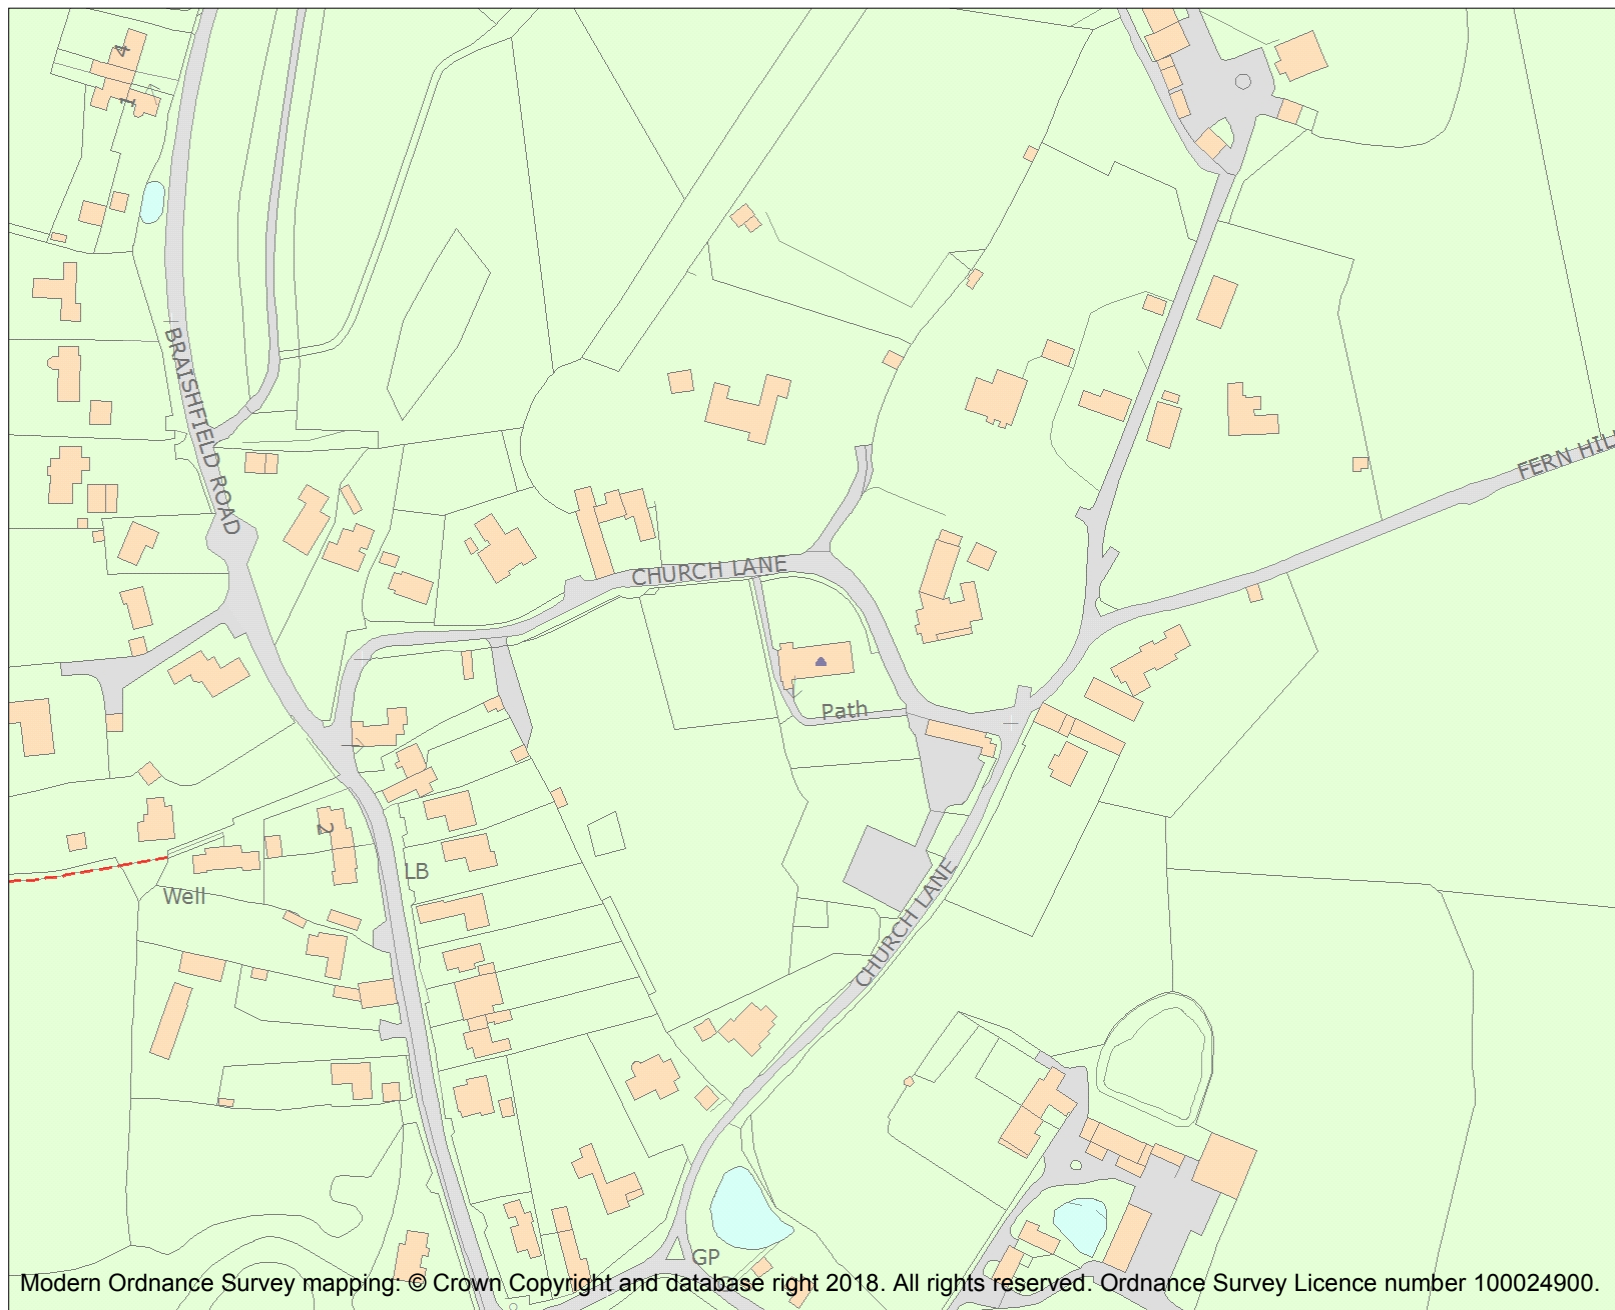 4
1
BRAISHFIELD ROAD
FERN HIL
CHURCH LANE
Path
2
LB
Well
CHURCH LANE
GP
Modern Ordnance Survey mapping: © Crown Copyright and database right 2018. All rights reserved. Ordnance Survey Licence number 100024900.